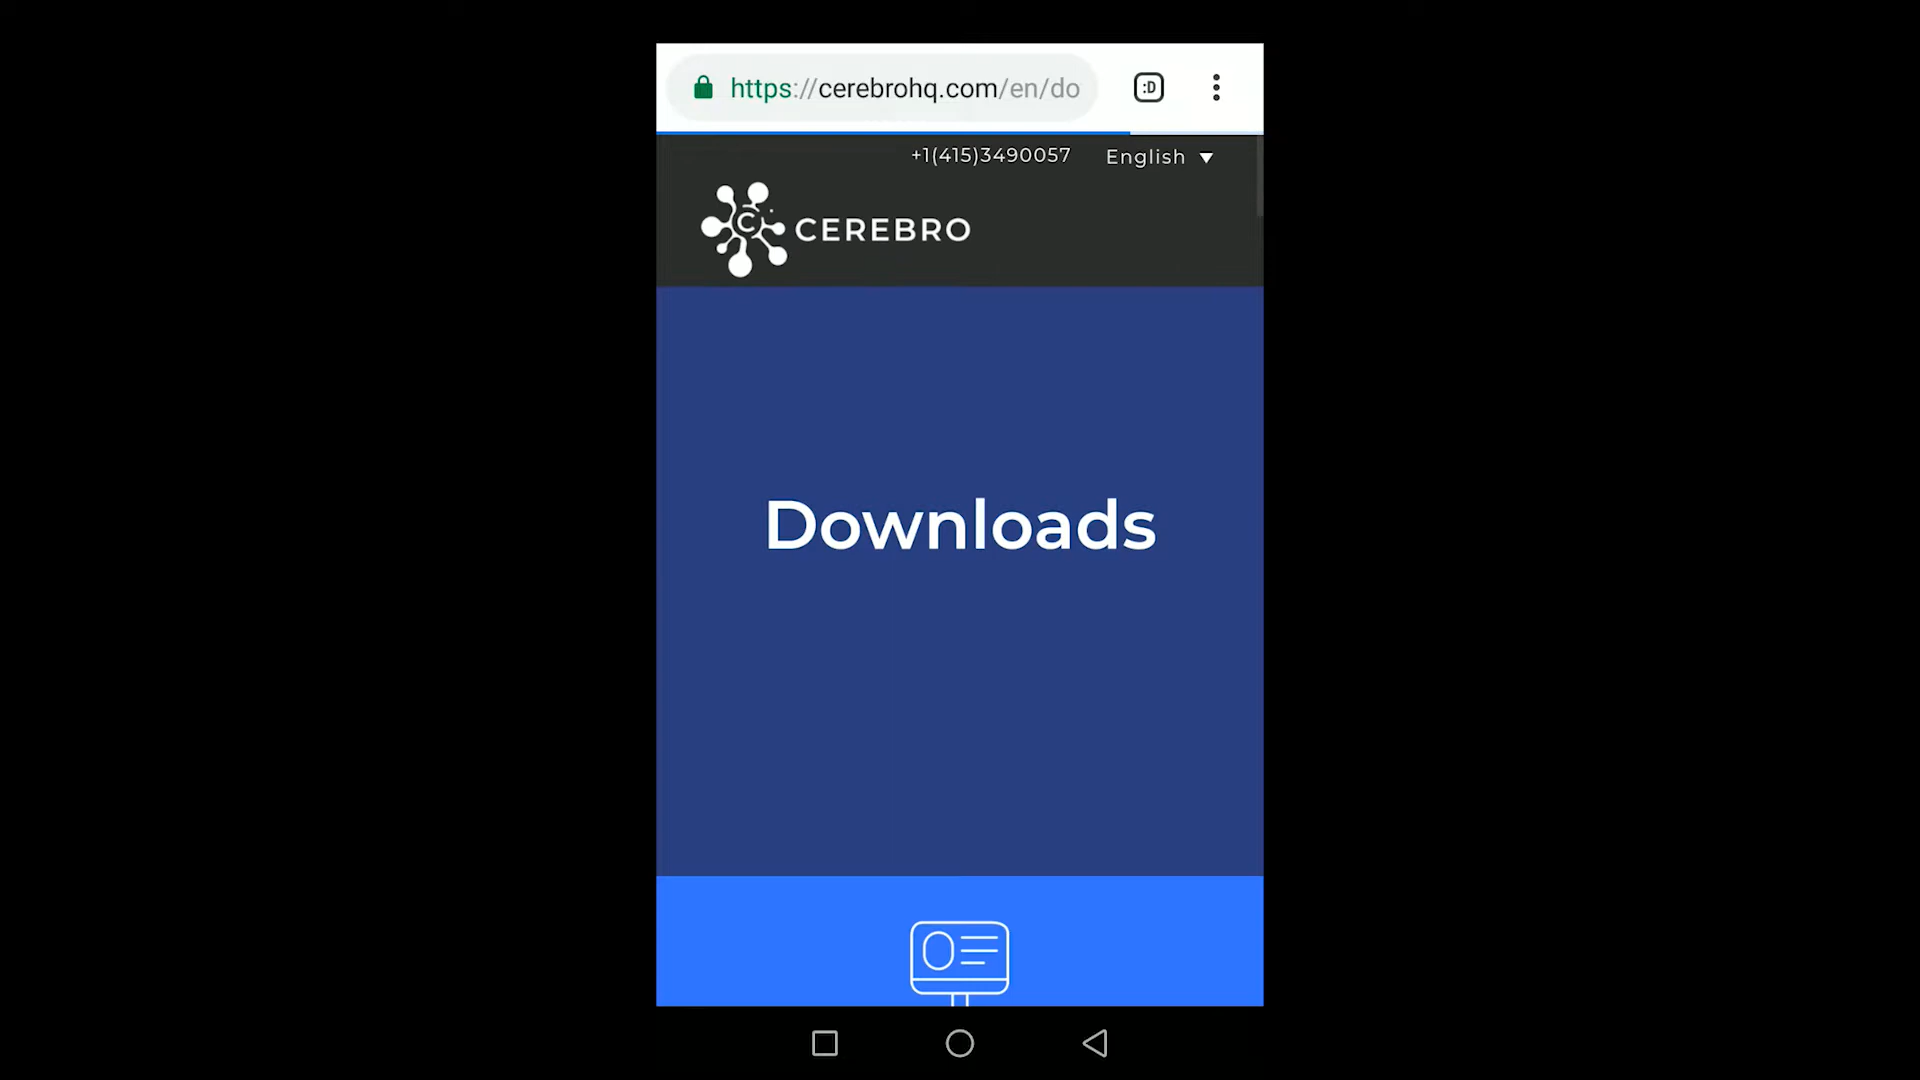 https://cerebrohq.com/en/do
:D
+1(415)3490057
English
C CEREBRO
Downloads